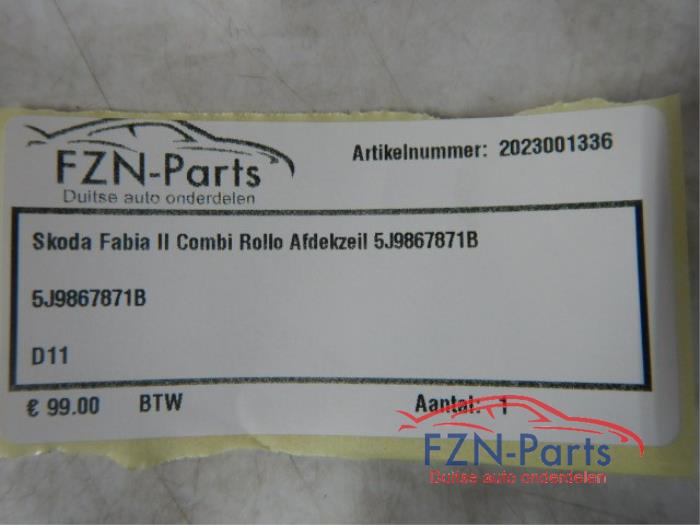 FZN-Parts
Duitse auto onderdelen
Artikelnummer: 2023001336
Skoda Fabia II Combi Rollo Afdekzeil 5J9867871B
5J9867871B
D11
€ 99.00 BTW Aantal: 1
FZN-Parts
Duitse auto onderdelen